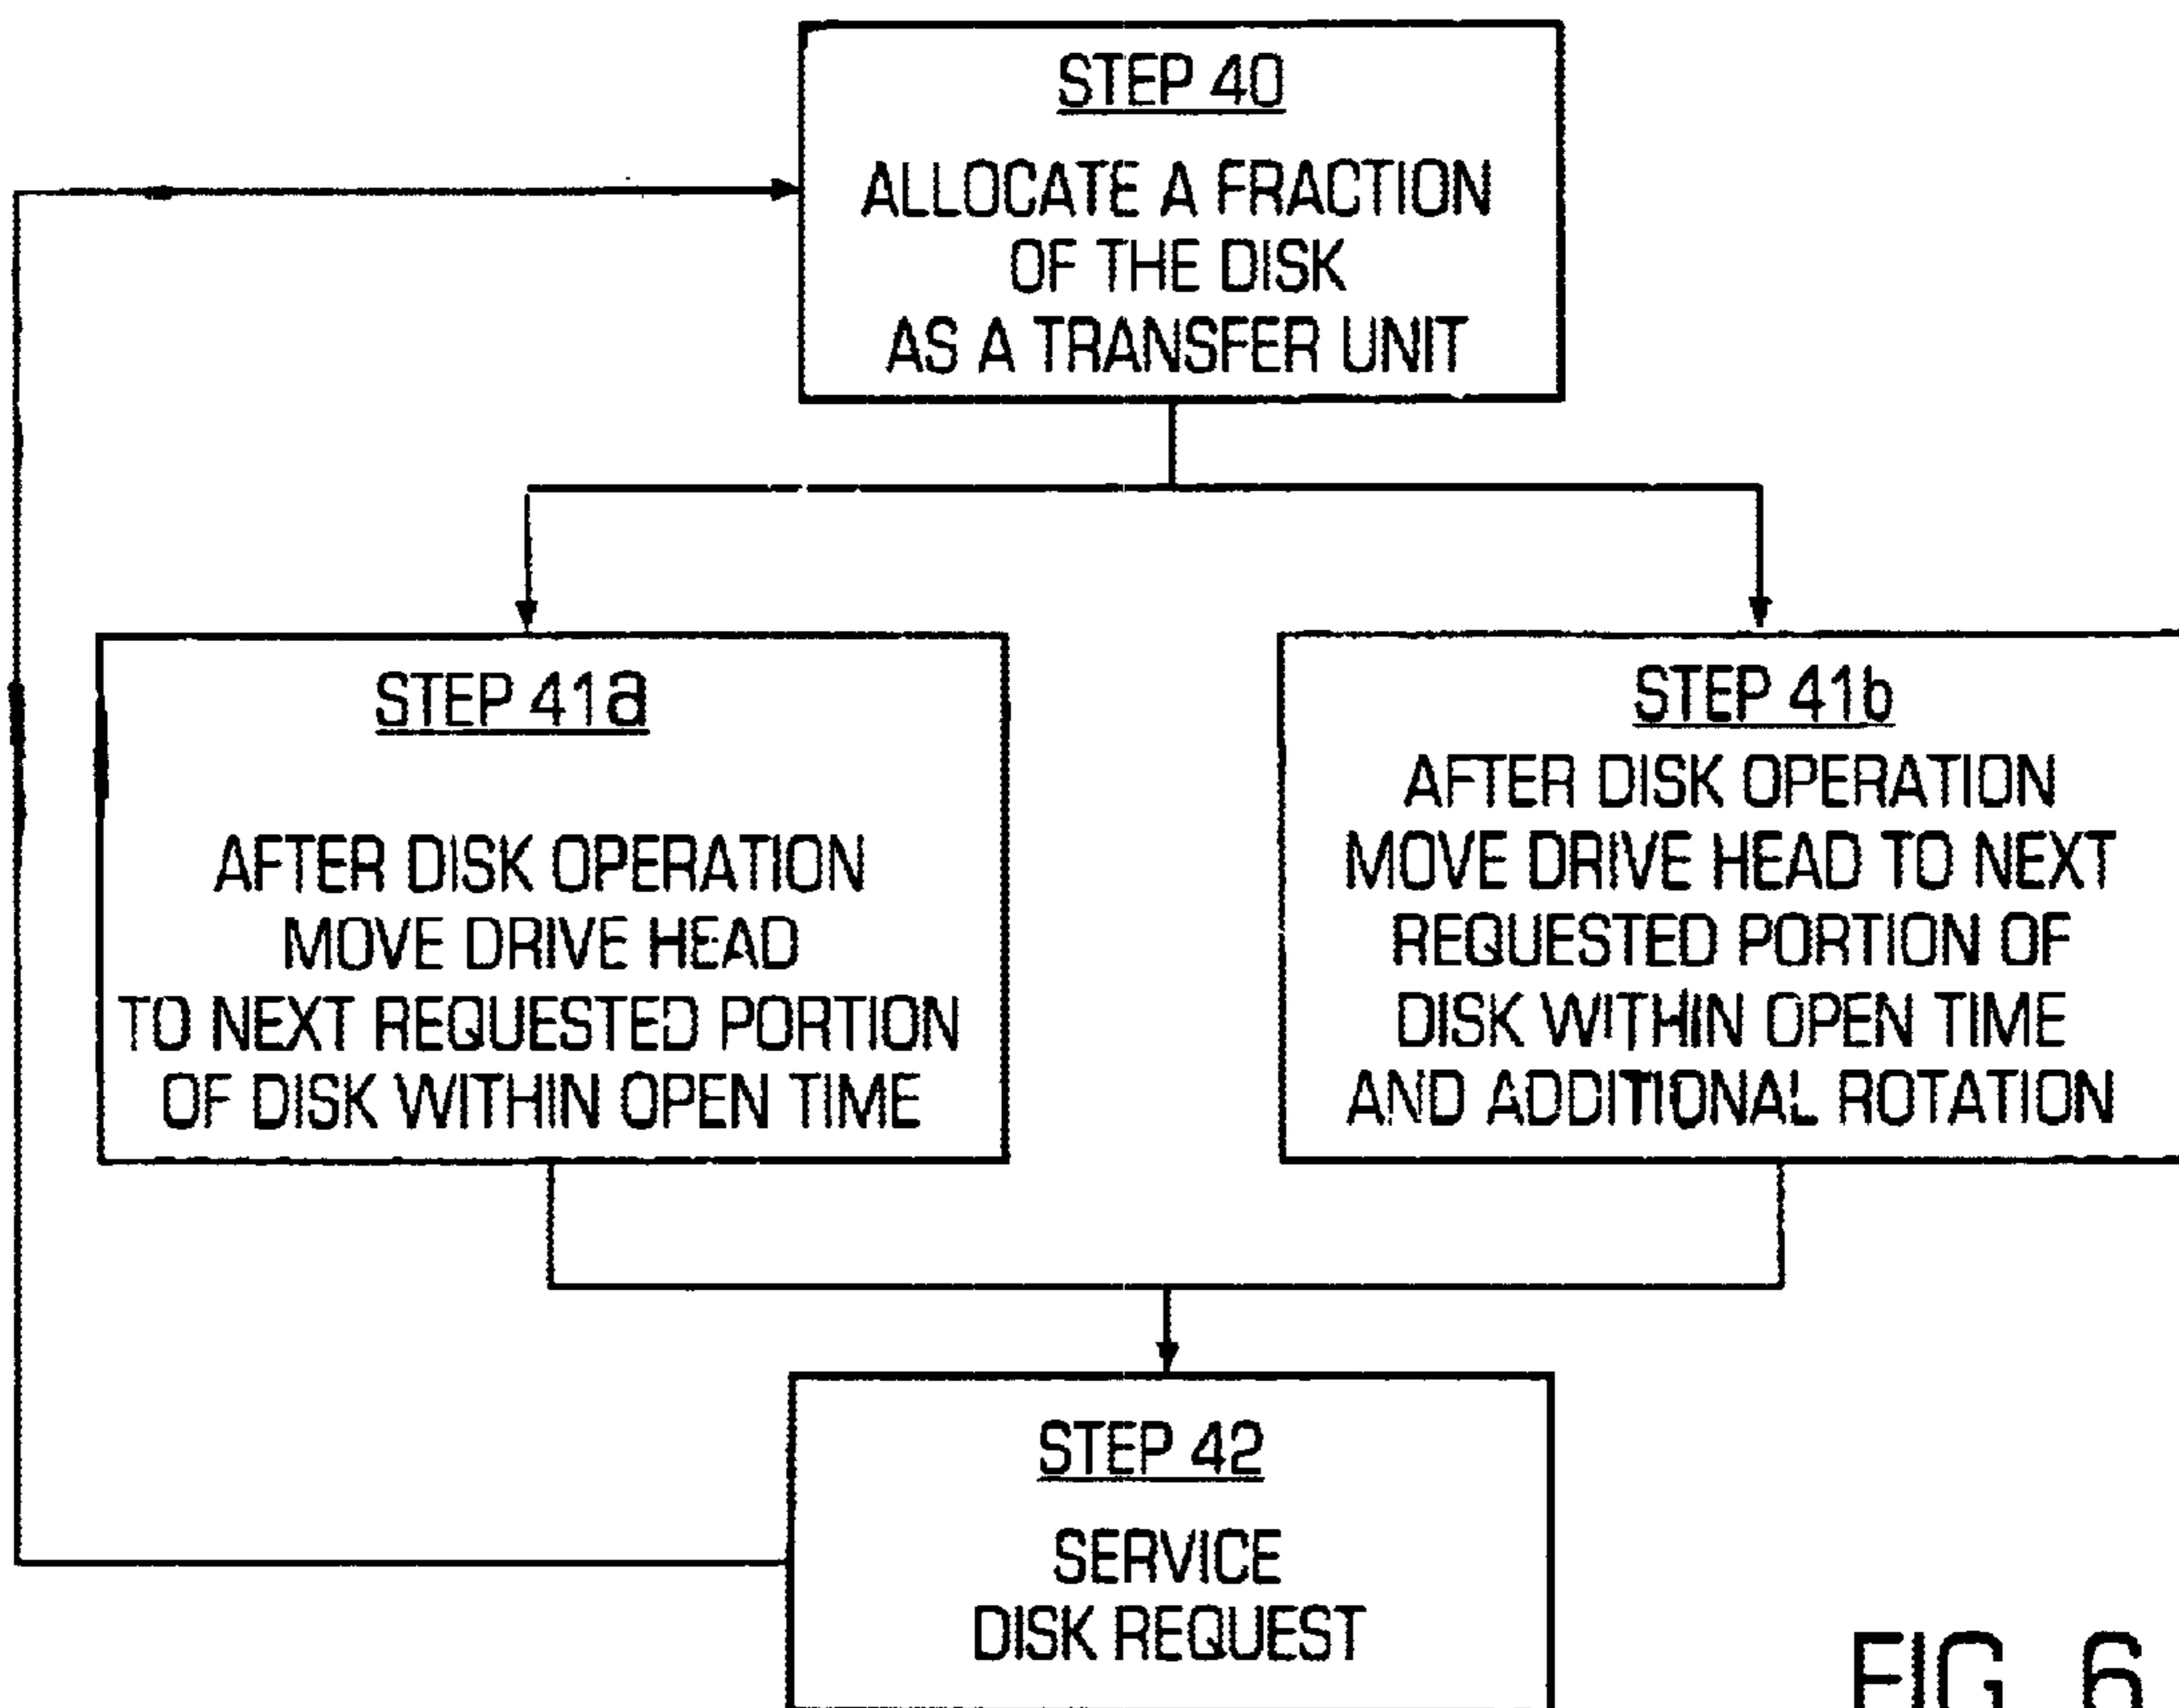 STEP 40
ALLOCATE A FRACTION
OF THE DISK
AS A TRANSFER UNIT
STEP 41a
AFTER DISK OPERATION
MOVE DRIVE HEAD
TO NEXT REQUESTED PORTION
OF DISK WITHIN OPEN TIME
STEP 41b
AFTER DISK OPERATION
MOVE DRIVE HEAD TO NEXT
REQUESTED PORTION OF
DISK WITHIN OPEN TIME
AND ADDITIONAL ROTATION
STEP 42
SERVICE
DISK REQUEST
FIG. 6